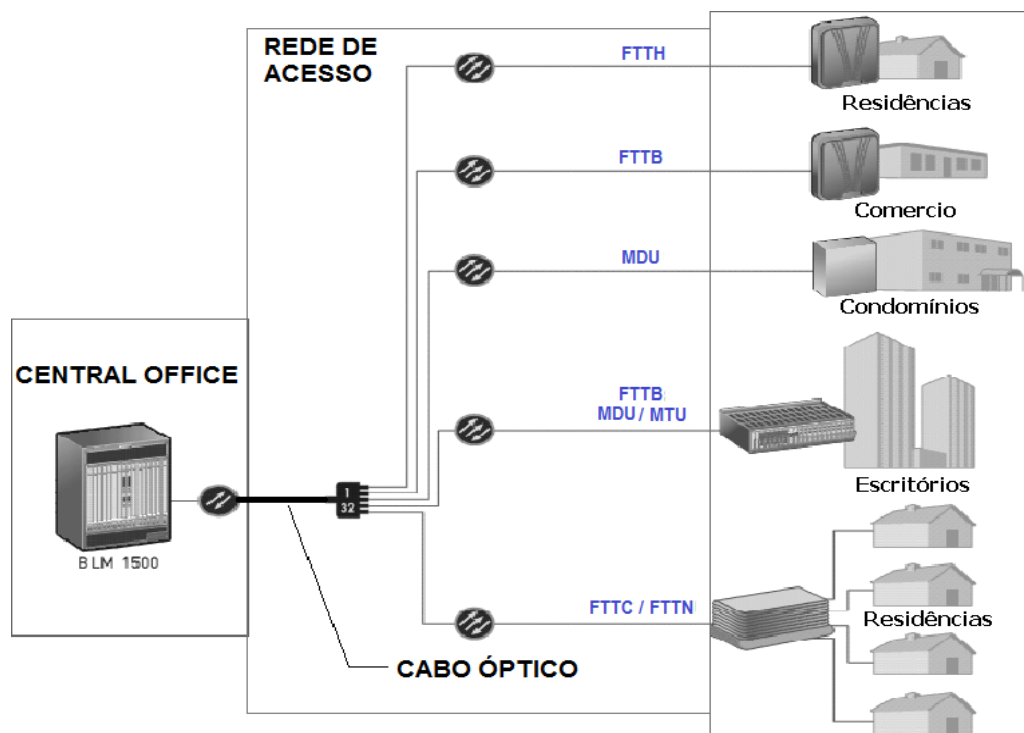 REDE DE
ACESSO
FTTH
Residências
FTTB
Comercio
MDU
Condomínios
CENTRAL OFFICE
FTTB
MDU / MTU
Escritórios
1
32
BLM 1500
FTTC / FTTN
Residências
CABO ÓPTICO